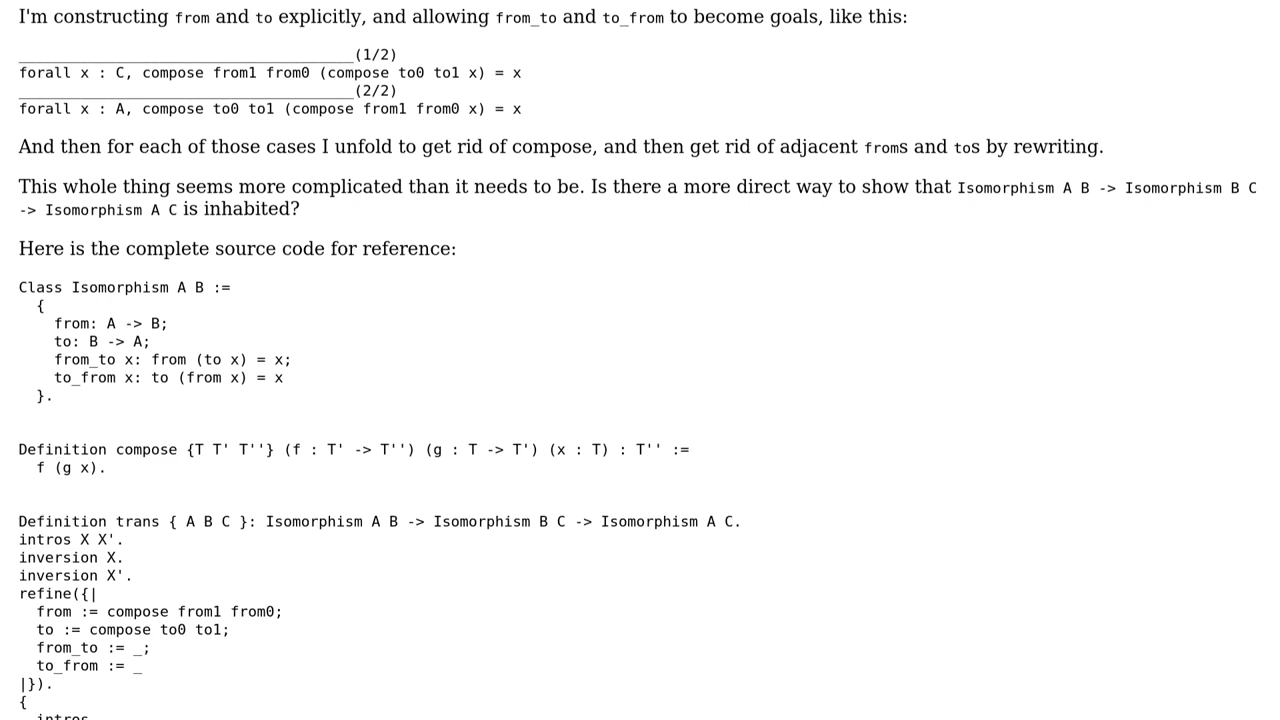 I'm constructing from and to explicitly, and allowing from_to and to_from to become goals, like this:
______________________________________(1/2)
forall x : C, compose from1 from0 (compose to0 to1 x) = x
______________________________________(2/2)
forall x : A, compose to0 to1 (compose from1 from0 x) = x
And then for each of those cases I unfold to get rid of compose, and then get rid of adjacent froms and tos by rewriting.
This whole thing seems more complicated than it needs to be. Is there a more direct way to show that Isomorphism A B -> Isomorphism B C
-> Isomorphism A C is inhabited?
Here is the complete source code for reference:
Class Isomorphism A B :=
  {
    from: A -> B;
    to: B -> A;
    from_to x: from (to x) = x;
    to_from x: to (from x) = x
  }.
Definition compose {T T' T''} (f : T' -> T'') (g : T -> T') (x : T) : T'' :=
  f (g x).
Definition trans { A B C }: Isomorphism A B -> Isomorphism B C -> Isomorphism A C.
intros X X'.
inversion X.
inversion X'.
refine({|
  from := compose from1 from0;
  to := compose to0 to1;
  from_to := _;
  to_from := _
|}).
{
  intros